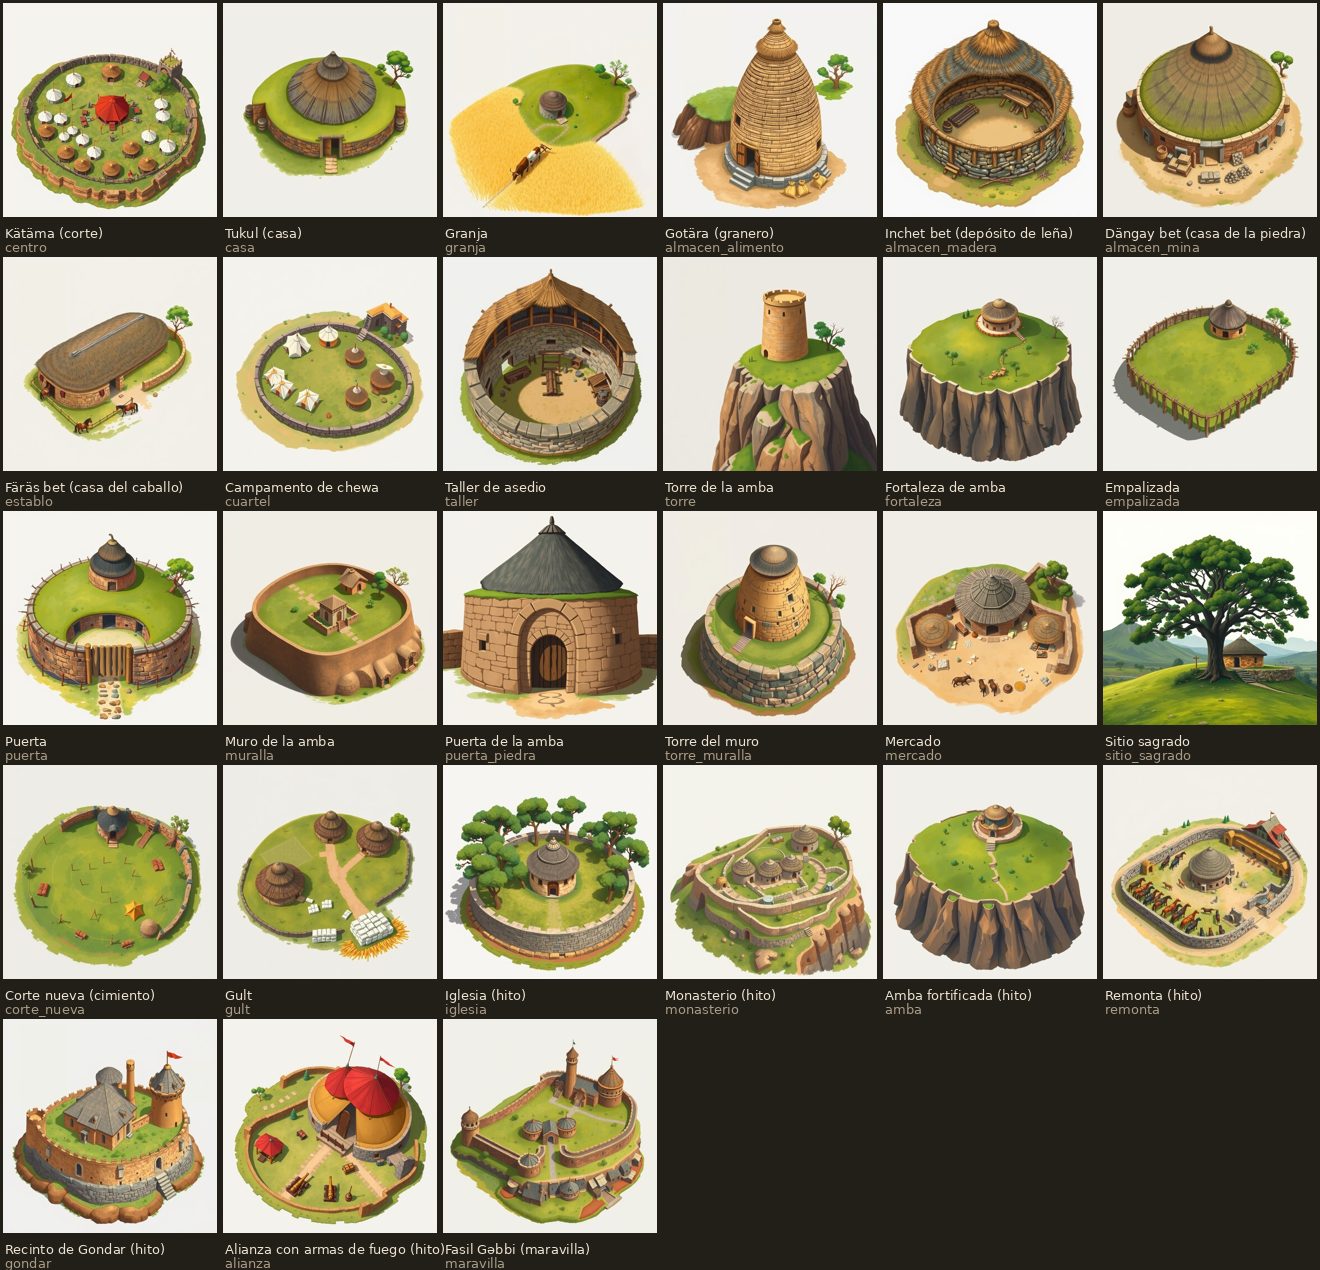 Kätäma (corte)
centro
Tukul (casa)
casa
Granja
granja
Gotära (granero)
almacen_alimento
Inchet bet (depósito de leña)
almacen_madera
Dängay bet (casa de la piedra)
almacen_mina
Färäs bet (casa del caballo)
establo
Campamento de chewa
cuartel
Taller de asedio
taller
Torre de la amba
torre
Fortaleza de amba
fortaleza
Empalizada
empalizada
Puerta
puerta
Muro de la amba
muralla
Puerta de la amba
puerta_piedra
Torre del muro
torre_muralla
Mercado
mercado
Sitio sagrado
sitio_sagrado
Corte nueva (cimiento)
corte_nueva
Gult
gult
Iglesia (hito)
iglesia
Monasterio (hito)
monasterio
Amba fortificada (hito)
amba
Remonta (hito)
remonta
Recinto de Gondar (hito)
gondar
Alianza con armas de fuego (hito)
alianza
Fasil Gəbbi (maravilla)
maravilla